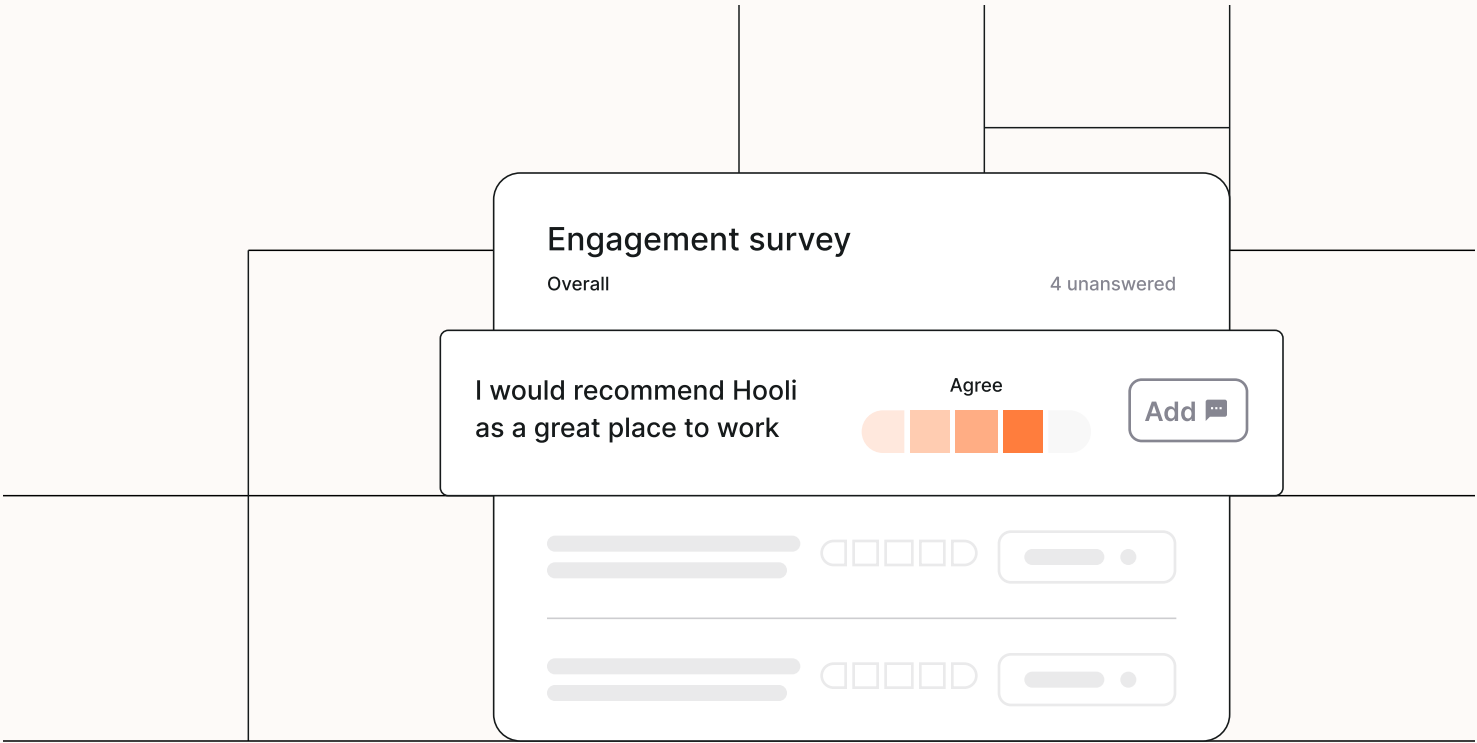 Engagement survey
Overall
4 unanswered
I would recommend Hooli
as a great place to work
Agree
Add